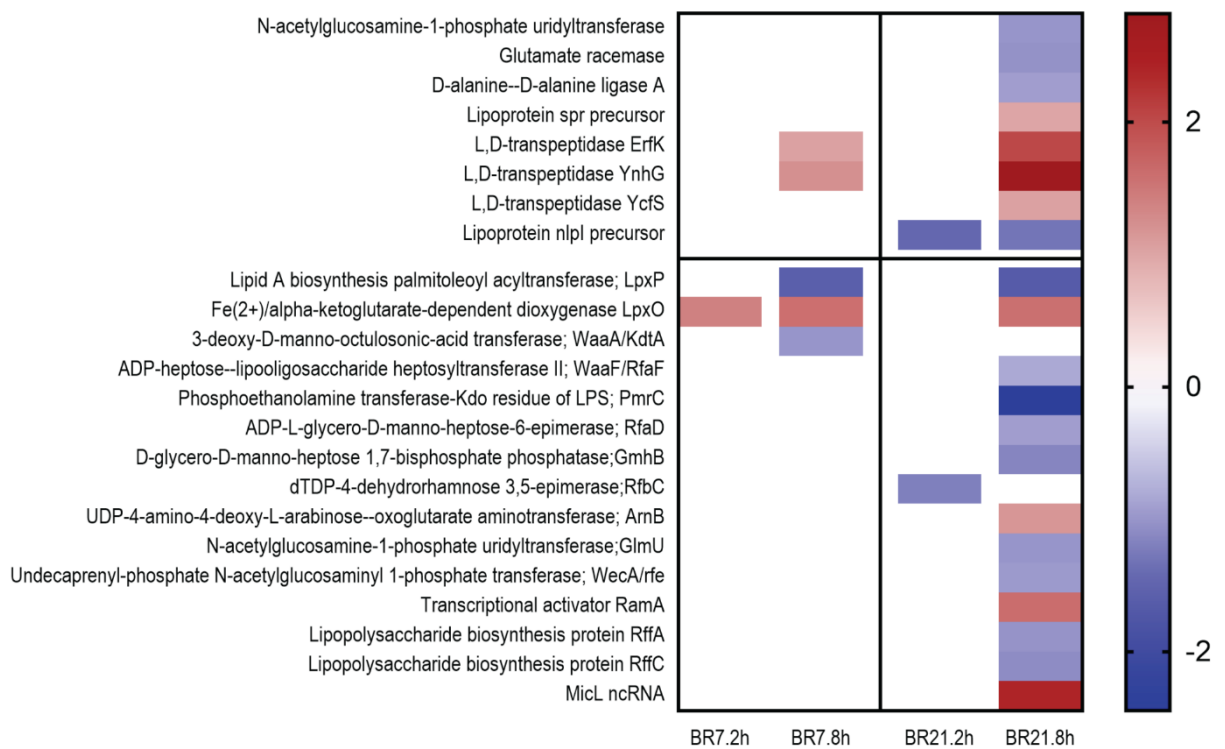 N-acetylglucosamine-1-phosphate uridyltransferase
Glutamate racemase
D-alanine--D-alanine ligase A
Lipoprotein spr precursor
L,D-transpeptidase ErfK
L,D-transpeptidase YnhG
L,D-transpeptidase YcfS
Lipoprotein nlpI precursor
Lipid A biosynthesis palmitoleoyl acyltransferase; LpxP
Fe(2+)/alpha-ketoglutarate-dependent dioxygenase LpxO
3-deoxy-D-manno-octulosonic-acid transferase; WaaA/KdtA
ADP-heptose--lipooligosaccharide heptosyltransferase II; WaaF/RfaF
Phosphoethanolamine transferase-Kdo residue of LPS; PmrC
ADP-L-glycero-D-manno-heptose-6-epimerase; RfaD
D-glycero-D-manno-heptose 1,7-bisphosphate phosphatase;GmhB
dTDP-4-dehydrorhamnose 3,5-epimerase;RfbC
UDP-4-amino-4-deoxy-L-arabinose--oxoglutarate aminotransferase; ArnB
N-acetylglucosamine-1-phosphate uridyltransferase;GlmU
Undecaprenyl-phosphate N-acetylglucosaminyl 1-phosphate transferase; WecA/rfe
Transcriptional activator RamA
Lipopolysaccharide biosynthesis protein RffA
Lipopolysaccharide biosynthesis protein RffC
MicL ncRNA
BR7.2h BR7.8h BR21.2h BR21.8h
2
0
-2